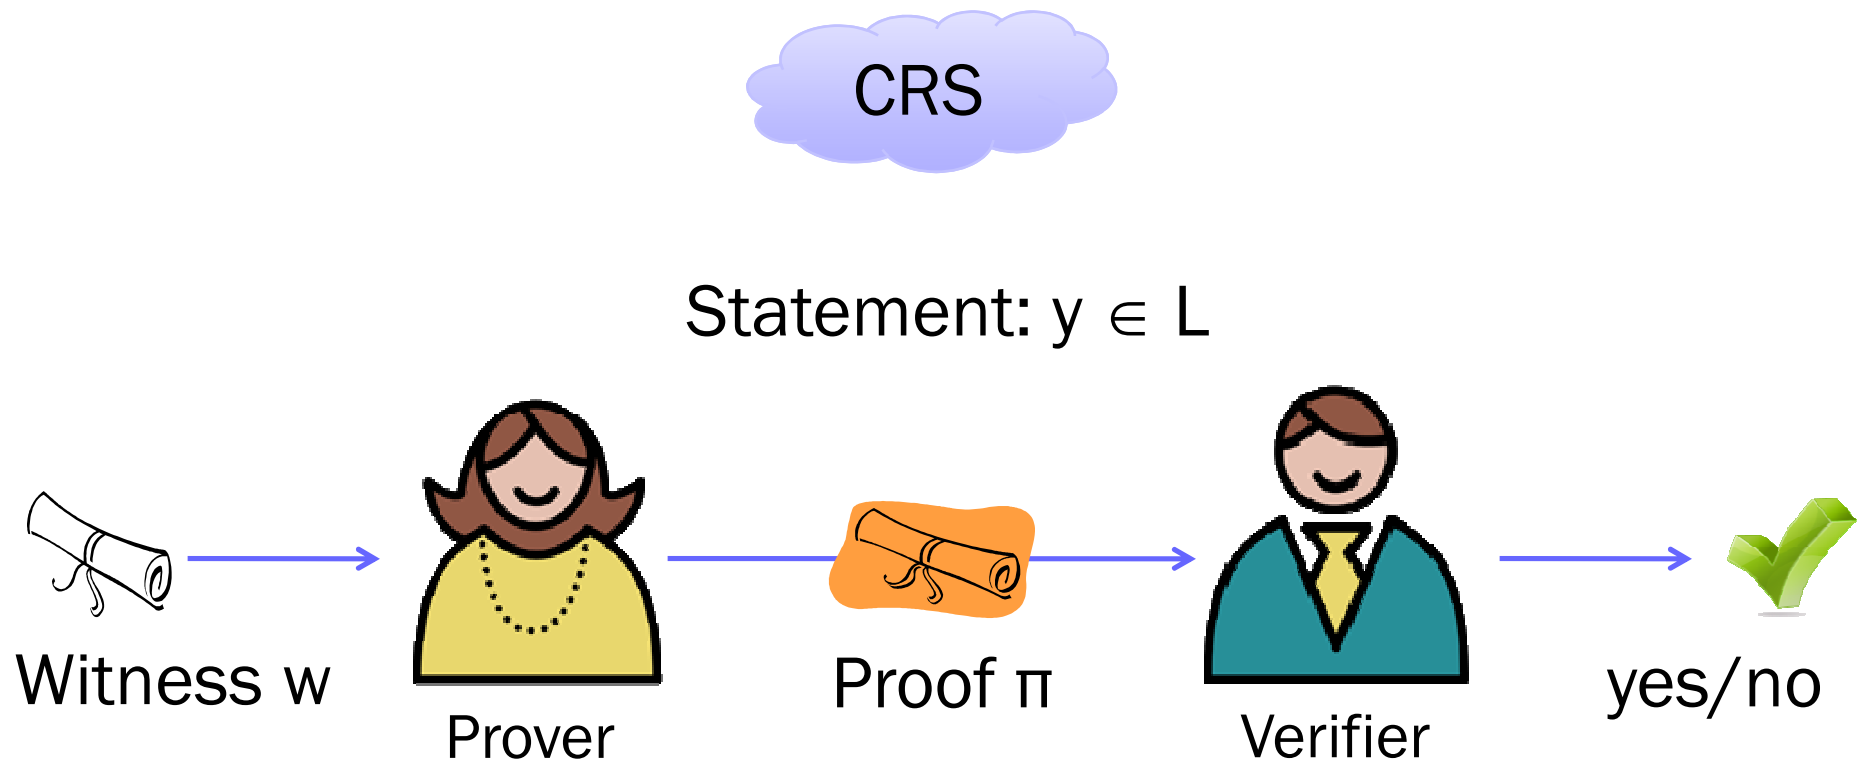 CRS
Statement: y ∈ L
Witness w
Prover
Proof π
Verifier
yes/no